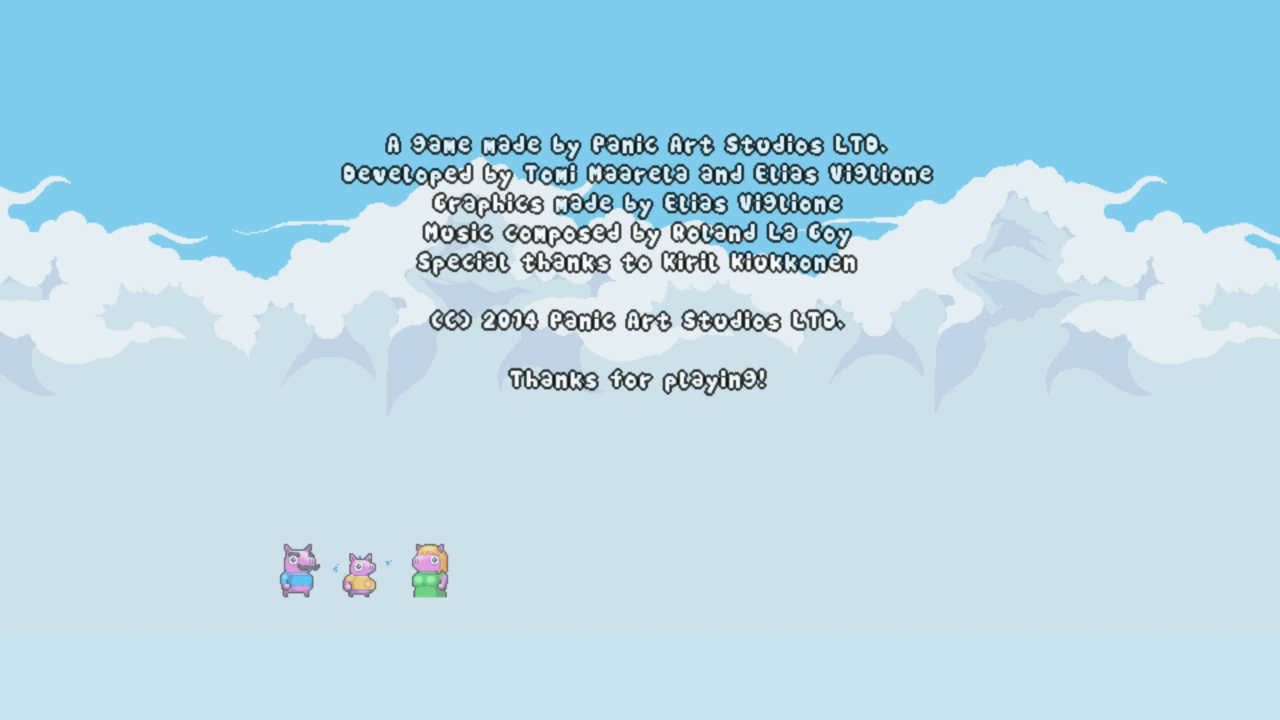 A game made by Panic Art Studios LTD.
Developed by Tomi Maarela and Elias Viglione
Graphics made by Elias Viglione
Music composed by Roland La Goy
Special thanks to Kiril Kiukkonen
(C) 2014 Panic Art Studios LTD.
Thanks for playing!